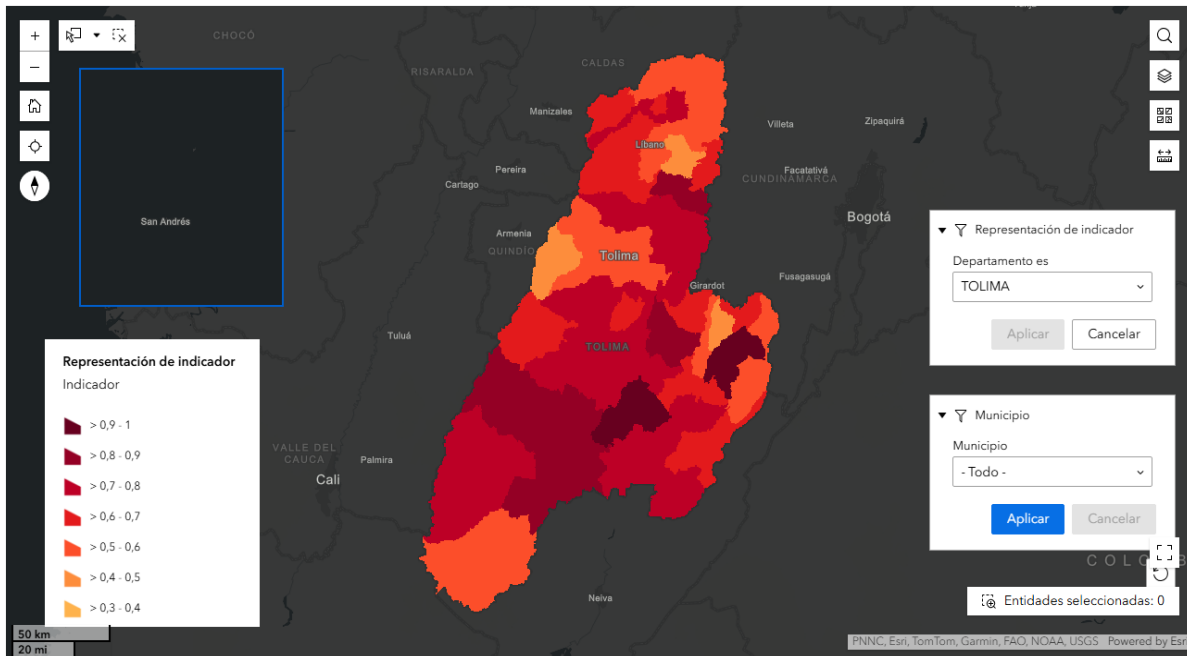 CHOCÓ
CALDAS
RISARALDA
Manizales
Villeta
Zipaquirá
Líbano
Pereira
Facatativá
Cartago
CUNDINAMARCA
San Andrés
Bogotá
Armenia
QUINDÍO
Tolima
Fusagasugá
Girardot
Tuluá
TOLIMA
VALLE DEL
CAUCA
Palmira
Cali
Neiva
Representación de indicador
Departamento es
TOLIMA
Aplicar
Cancelar
Municipio
Municipio
- Todo -
Aplicar
Cancelar
Representación de indicador
Indicador
> 0,9 - 1
> 0,8 - 0,9
> 0,7 - 0,8
> 0,6 - 0,7
> 0,5 - 0,6
> 0,4 - 0,5
> 0,3 - 0,4
Entidades seleccionadas: 0
50 km
20 mi
PNNC, Esri, TomTom, Garmin, FAO, NOAA, USGS Powered by Esri